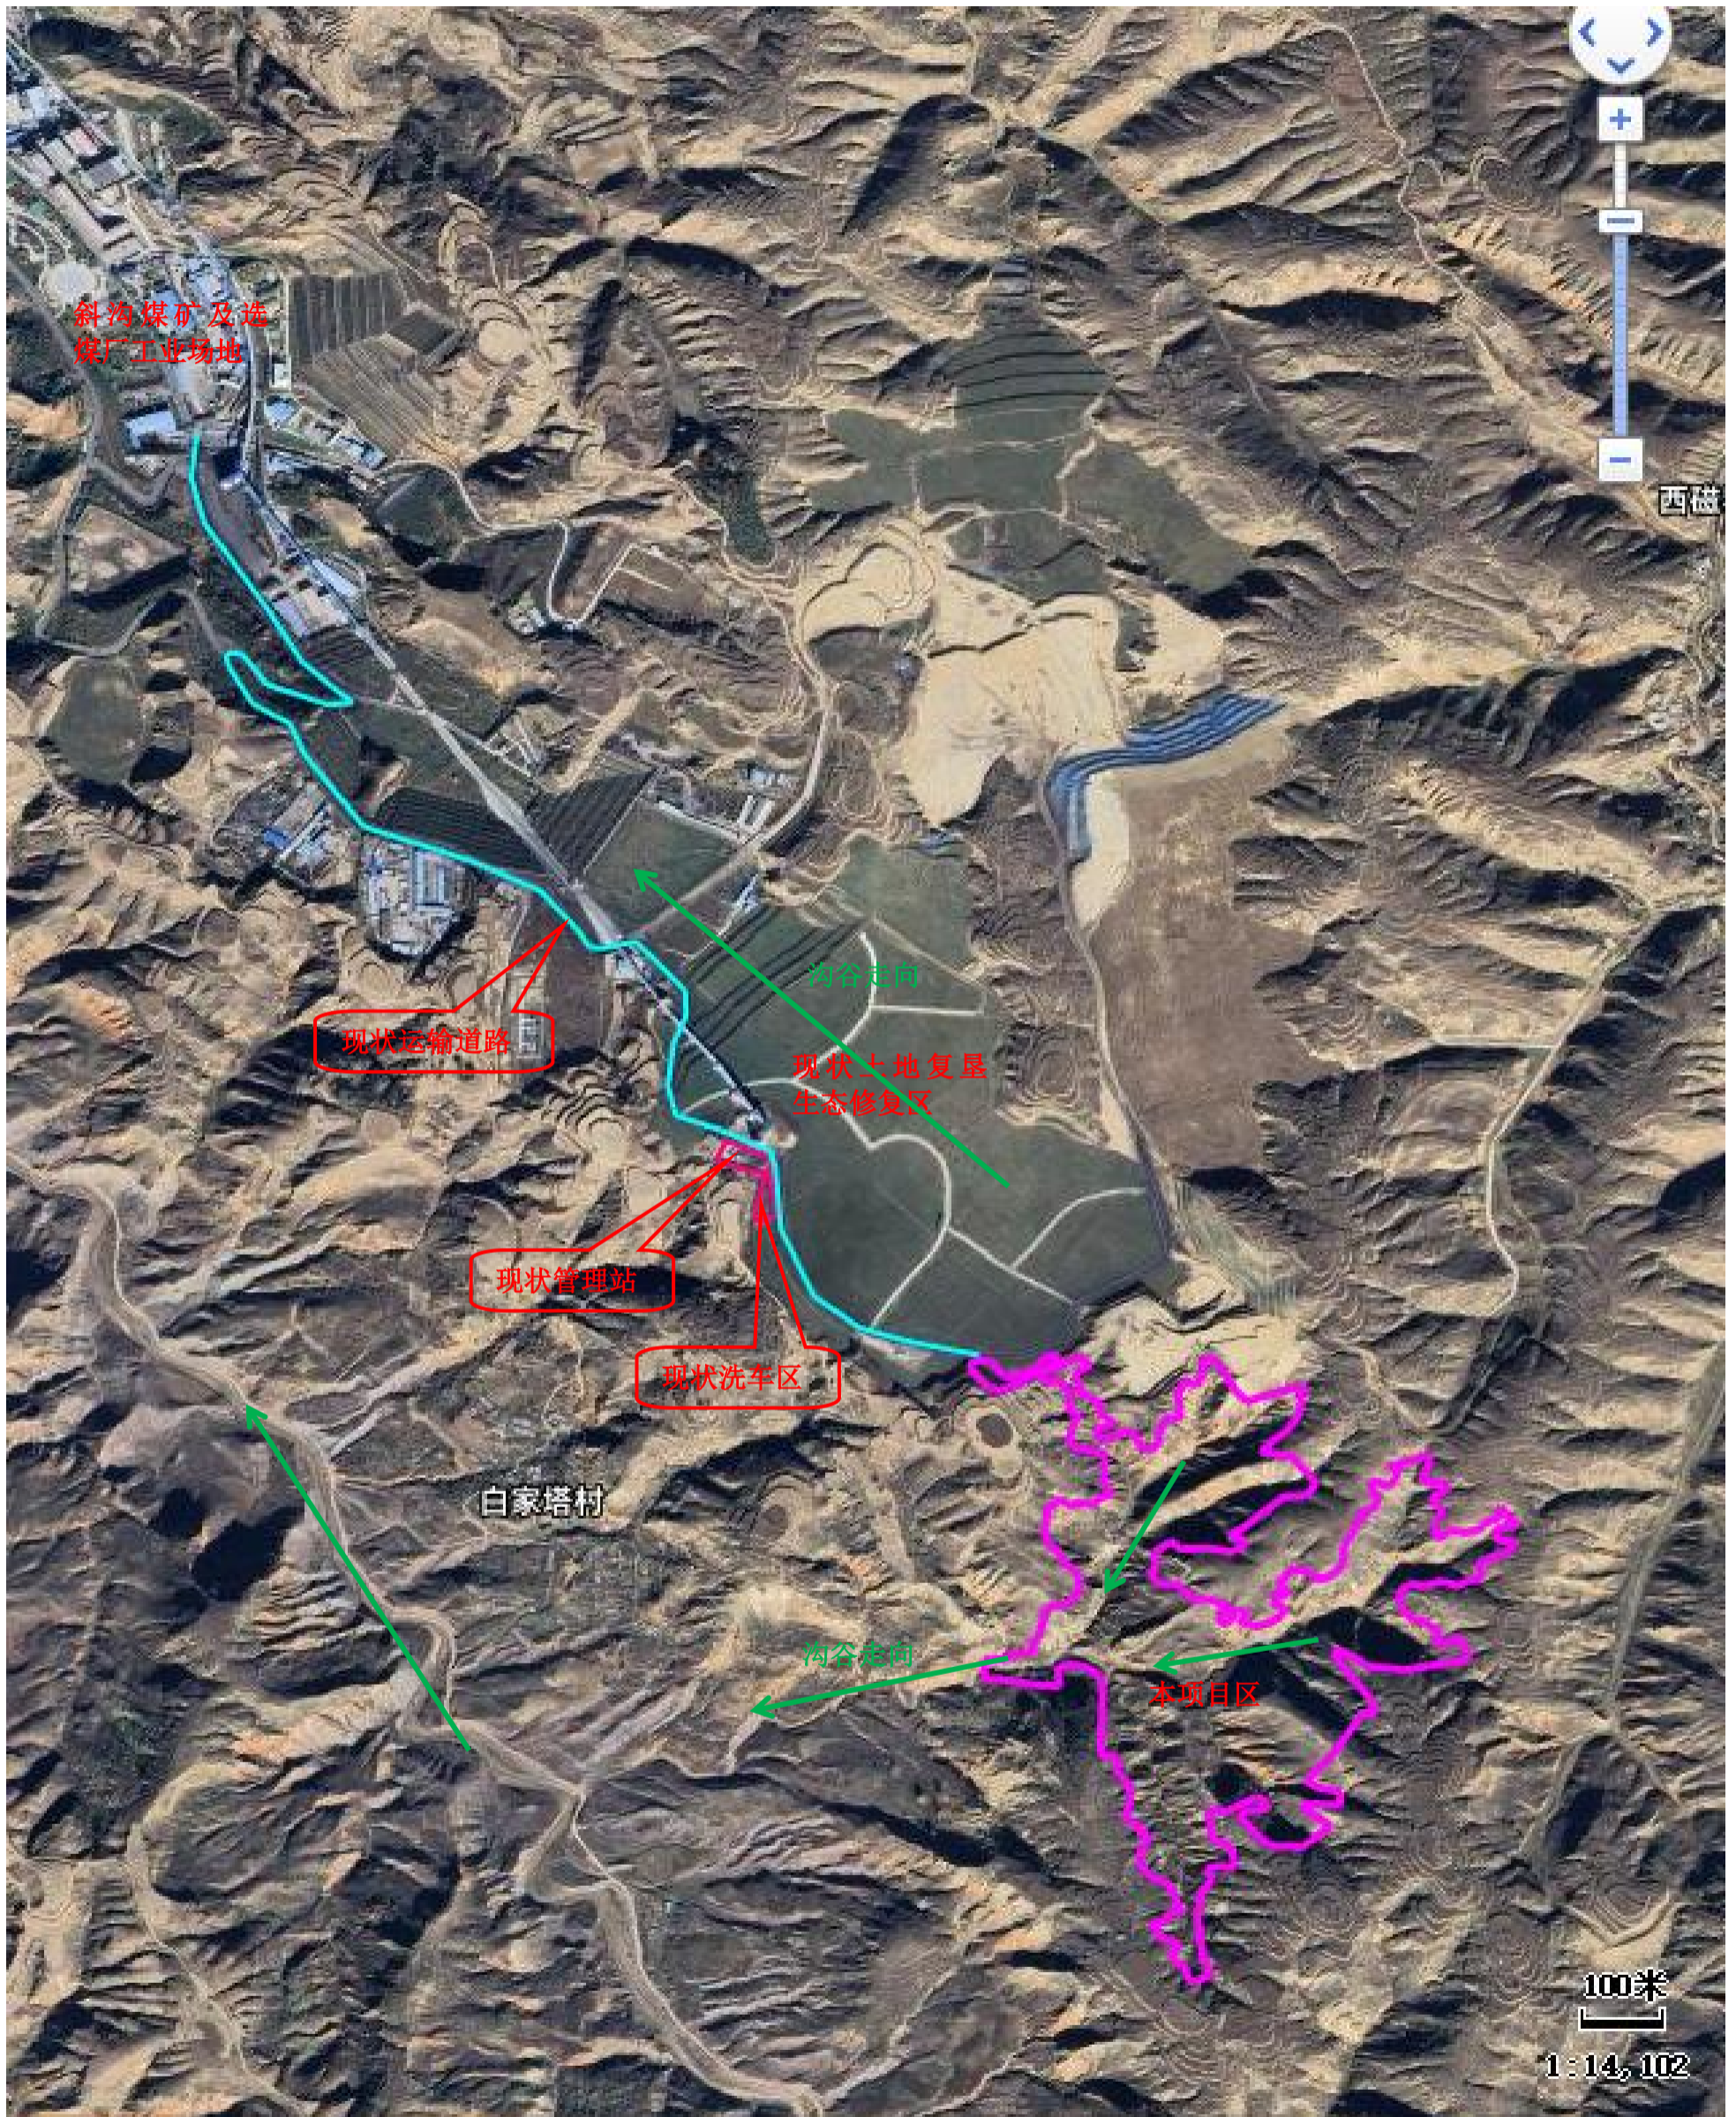 斜沟煤矿及选
煤厂工业场地
西磁
沟谷走向
现状运输道路
现状土地复垦
生态修复区
现状管理站
现状洗车区
白家塔村
沟谷走向
本项目区
100米
1:14,102